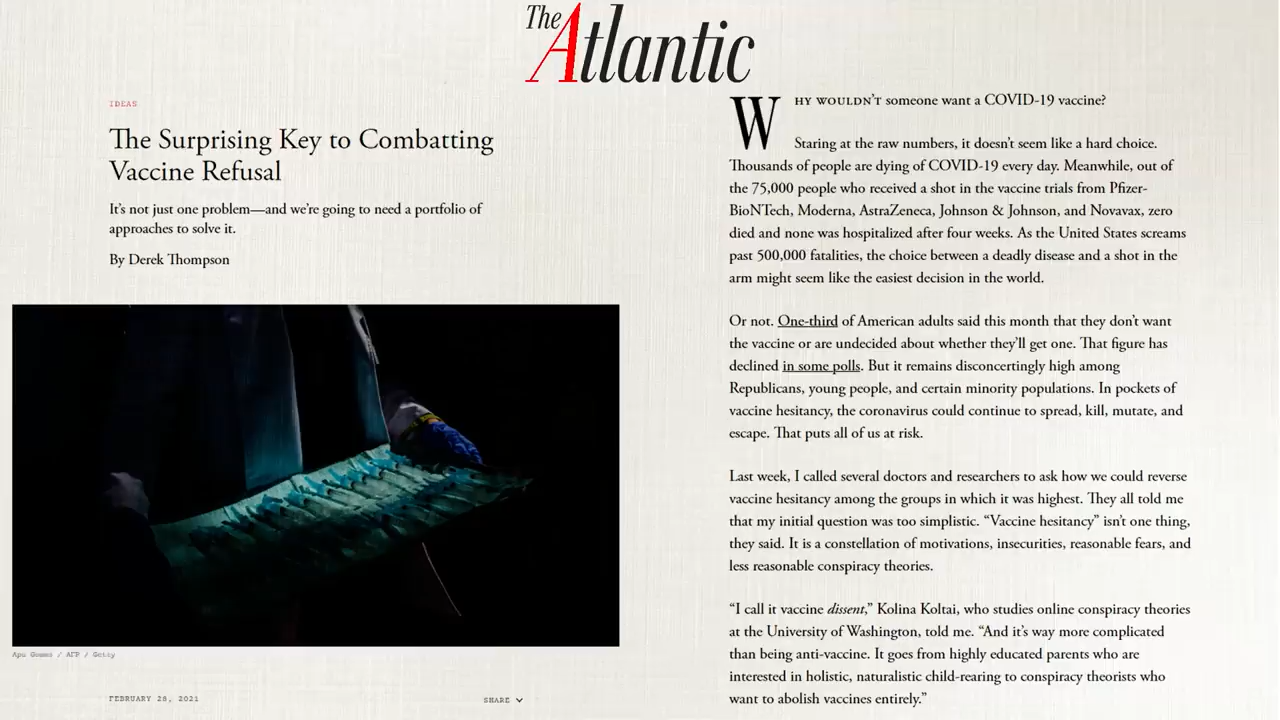 The Atlantic
IDEAS
The Surprising Key to Combatting
Vaccine Refusal
It's not just one problem—and we're going to need a portfolio of
approaches to solve it.
By Derek Thompson
Apu Gomes / AFP / Getty
FEBRUARY 28, 2021
SHARE
WHY WOULDN'T someone want a COVID-19 vaccine?
Staring at the raw numbers, it doesn't seem like a hard choice.
Thousands of people are dying of COVID-19 every day. Meanwhile, out of
the 75,000 people who received a shot in the vaccine trials from Pfizer-
BioNTech, Moderna, AstraZeneca, Johnson & Johnson, and Novavax, zero
died and none was hospitalized after four weeks. As the United States screams
past 500,000 fatalities, the choice between a deadly disease and a shot in the
arm might seem like the easiest decision in the world.
Or not. One-third of American adults said this month that they don't want
the vaccine or are undecided about whether they'll get one. That figure has
declined in some polls. But it remains disconcertingly high among
Republicans, young people, and certain minority populations. In pockets of
vaccine hesitancy, the coronavirus could continue to spread, kill, mutate, and
escape. That puts all of us at risk.
Last week, I called several doctors and researchers to ask how we could reverse
vaccine hesitancy among the groups in which it was highest. They all told me
that my initial question was too simplistic. “Vaccine hesitancy” isn't one thing,
they said. It is a constellation of motivations, insecurities, reasonable fears, and
less reasonable conspiracy theories.
“I call it vaccine dissent,” Kolina Koltai, who studies online conspiracy theories
at the University of Washington, told me. “And it's way more complicated
than being anti-vaccine. It goes from highly educated parents who are
interested in holistic, naturalistic child-rearing to conspiracy theorists who
want to abolish vaccines entirely.”